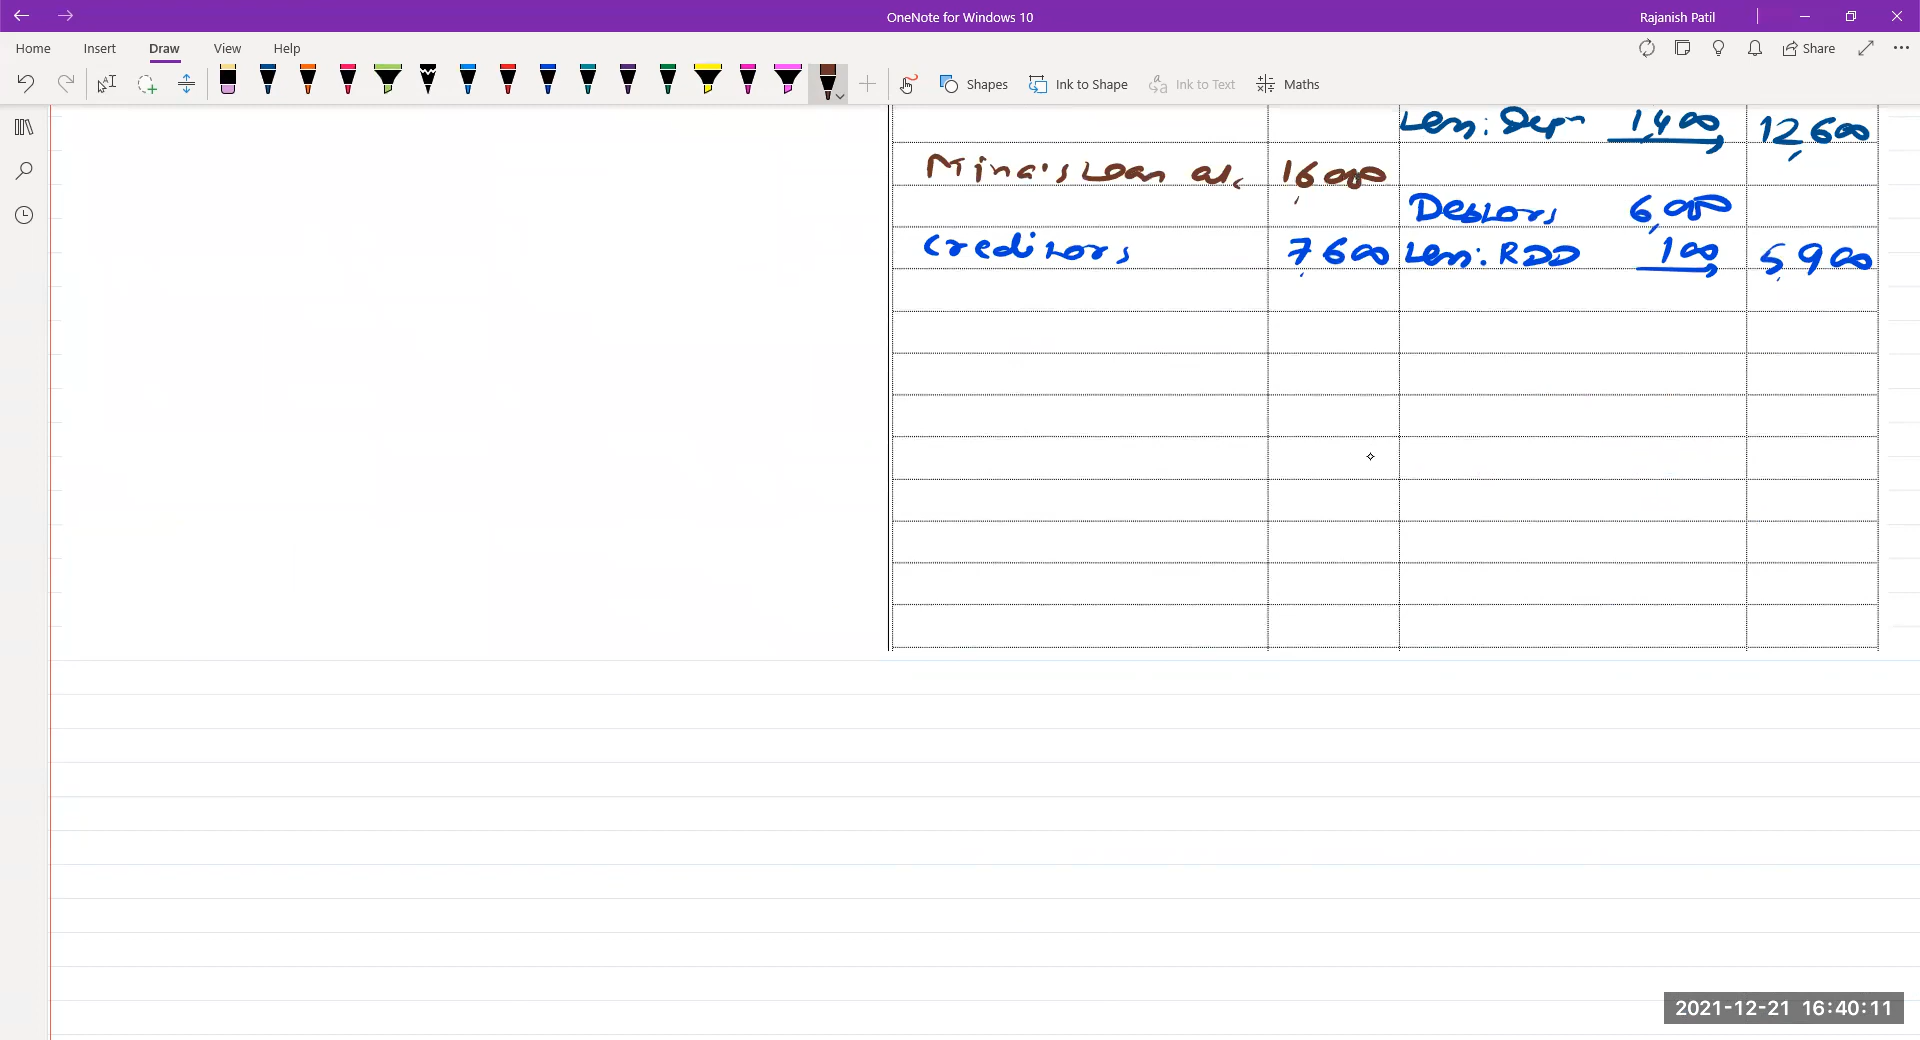 OneNote for Windows 10
Rajanish Patil
Home Insert Draw View Help
Share
Shapes Ink to Shape Ink to Text Maths
Less: Depn 1,400 12,600
Mina's Loan a/c 16,000
Debtors 6,000
Creditors 7,600 Less: RDD 100 5,900
2021-12-21 16:40:11